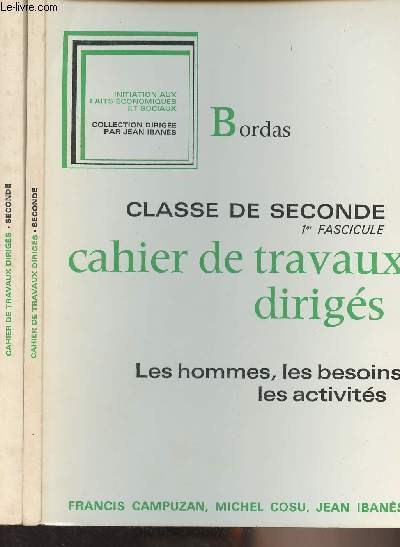 Le-livre.com
INITIATION AUX
FAITS ECONOMIQUES
ET SOCIAUX
COLLECTION DIRIGÉE
PAR JEAN IBANÈS
Bordas
CLASSE DE SECONDE
1er FASCICULE
cahier de travaux
dirigés
Les hommes, les besoins
les activités
FRANCIS CAMPUZAN, MICHEL COSU, JEAN IBANÈS
CAHIER DE TRAVAUX DIRIGÉS • SECONDE
CAHIER DE TRAVAUX DIRIGÉS • SECONDE